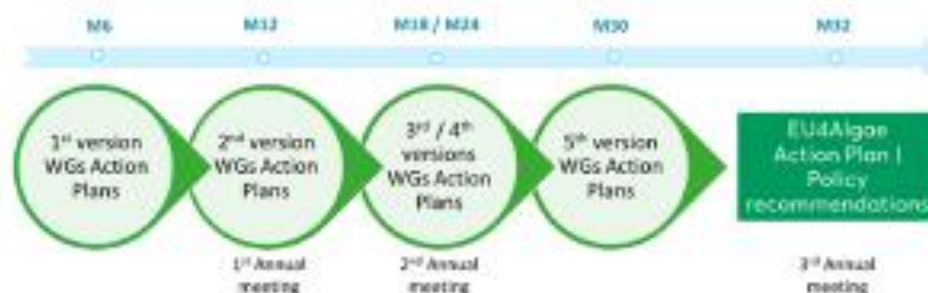 M6
M12
M18 / M24
M30
M32
1st version
WGs Action
Plans
2nd version
WGs Action
Plans
3rd / 4th
versions
WGs Action
Plans
5th version
WGs Action
Plans
EU4Algae
Action Plan |
Policy
recommendations
1st Annual
meeting
2nd Annual
meeting
3rd Annual
meeting